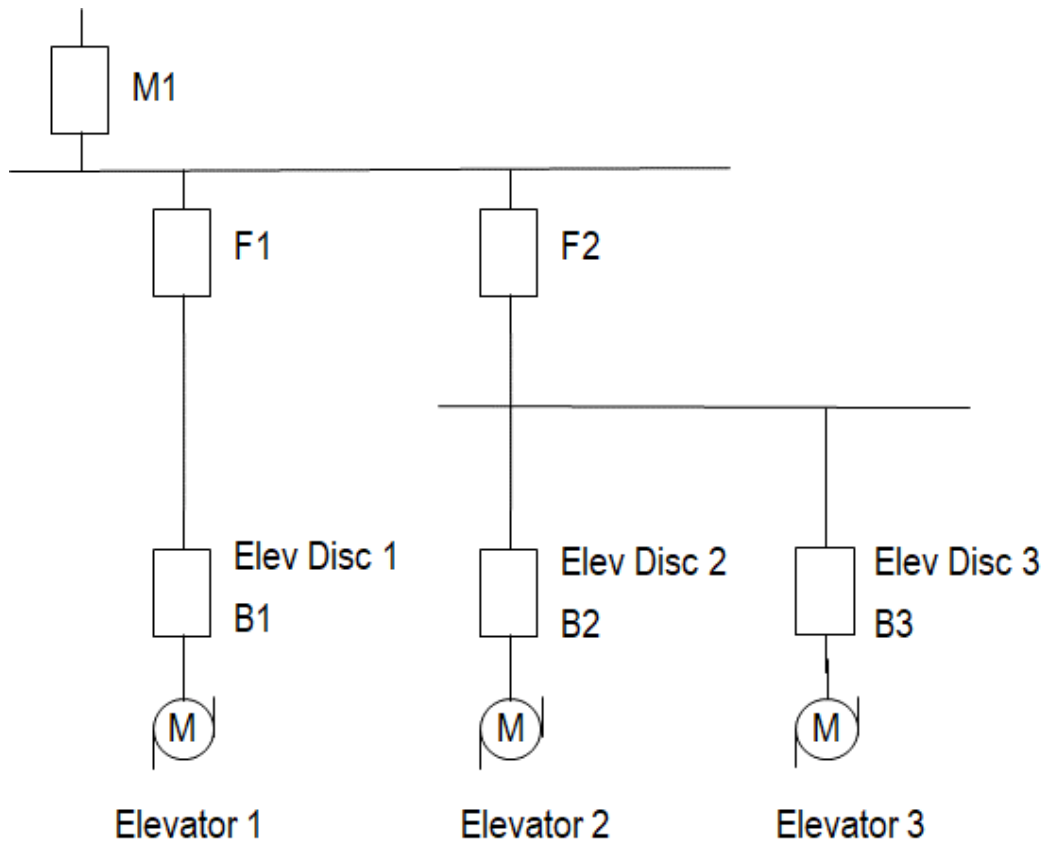 M1
F1
F2
Elev Disc 1
B1
Elev Disc 2
B2
Elev Disc 3
B3
M
M
M
Elevator 1
Elevator 2
Elevator 3